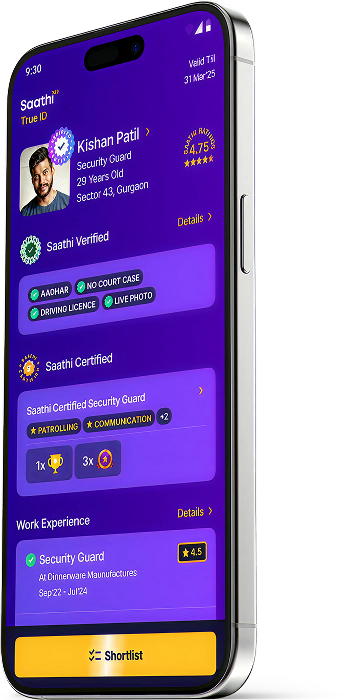 9:30
Valid Till
31 Mar'25
Saathi
True ID
VERIFIED
Kishan Patil
Security Guard
29 Years Old
Sector 43, Gurgaon
SAATHI RATINGS
4.75
Details
Saathi Verified
AADHAR
NO COURT CASE
DRIVING LICENCE
LIVE PHOTO
Saathi Certified
Saathi Certified Security Guard
PATROLLING
COMMUNICATION
+2
1x
3x
Work Experience
Details
Security Guard
4.5
At Dinnerware Maunufactures
Sep'22 - Jul'24
Shortlist